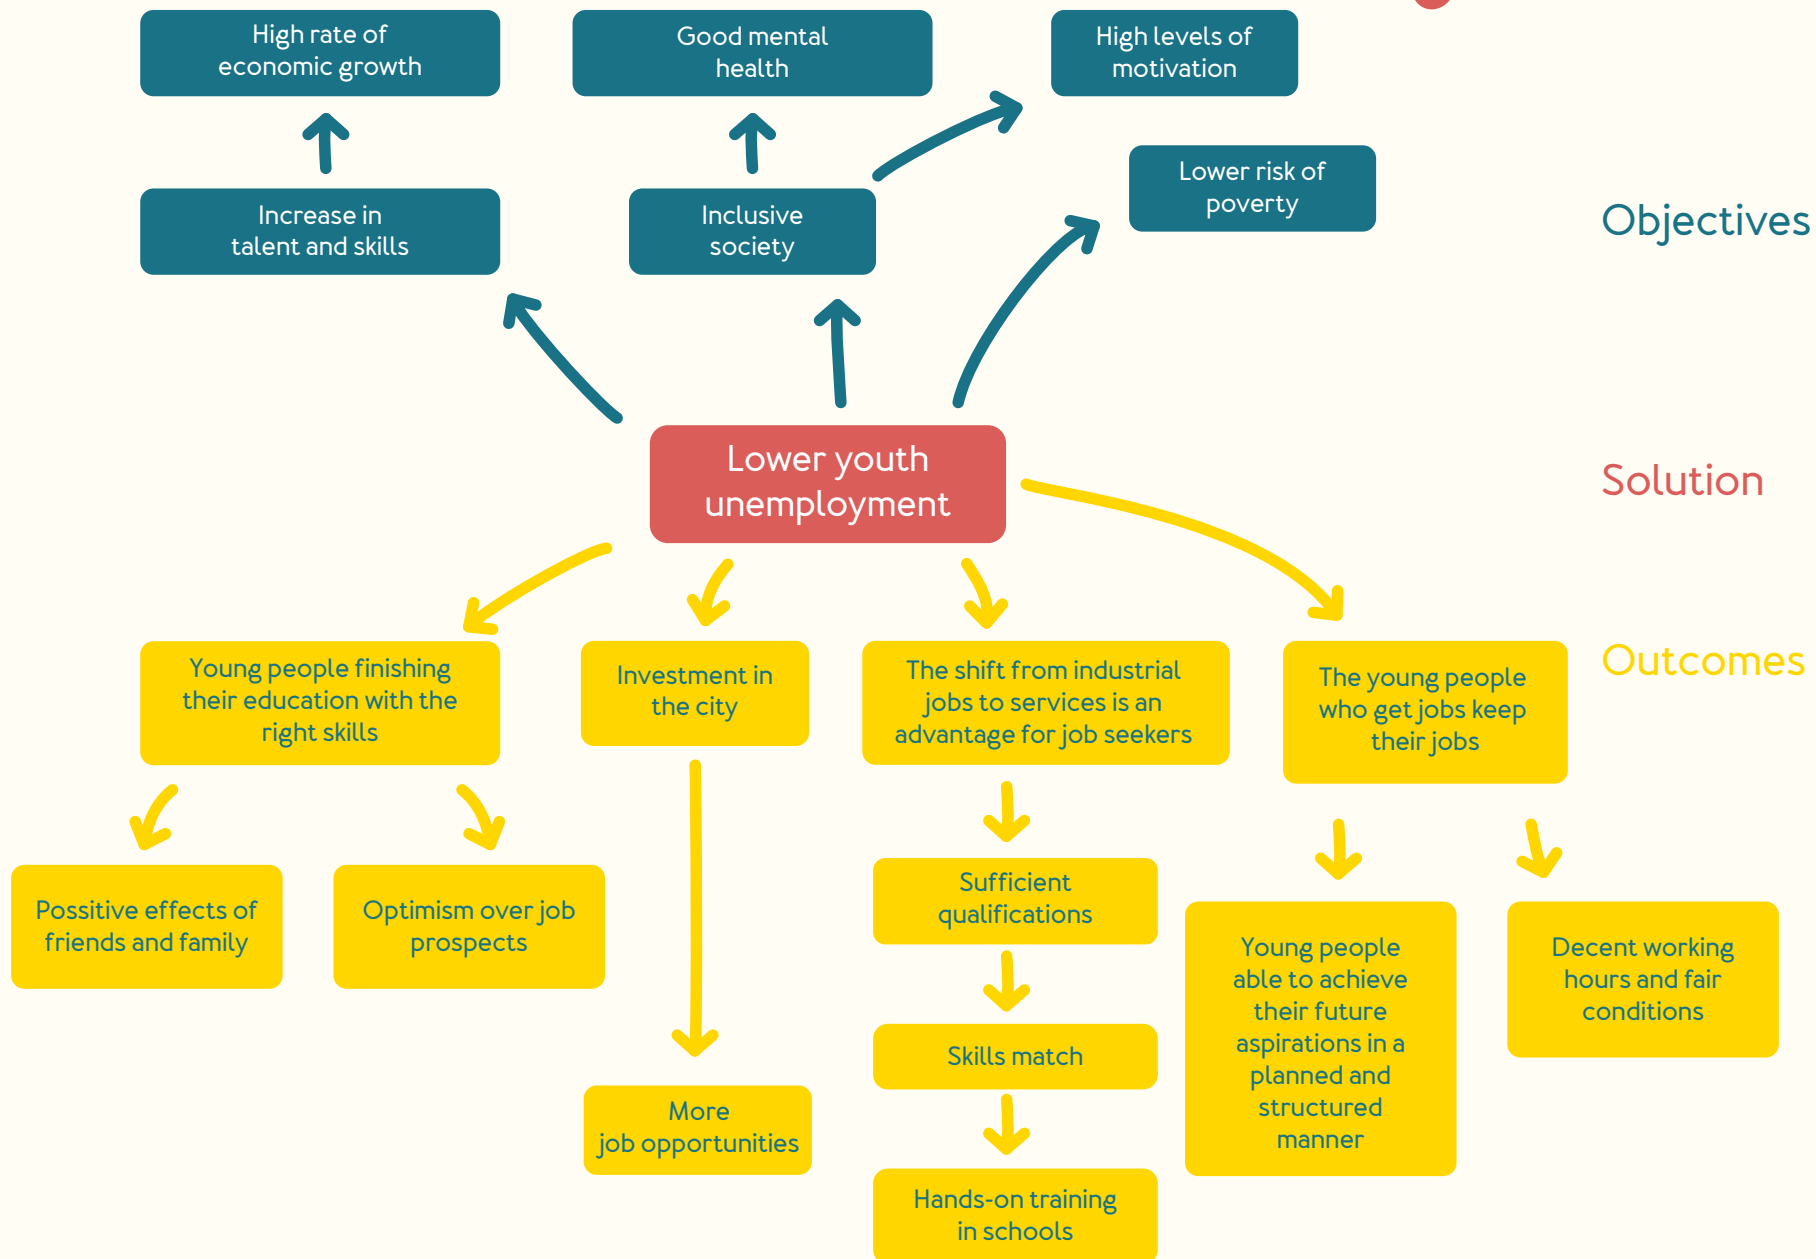 High rate of
economic growth
Good mental
health
High levels of
motivation
Lower risk of
poverty
Increase in
talent and skills
Inclusive
society
Objectives
Lower youth
unemployment
Solution
Outcomes
Young people finishing
their education with the
right skills
Investment in
the city
The shift from industrial
jobs to services is an
advantage for job seekers
The young people
who get jobs keep
their jobs
Possitive effects of
friends and family
Optimism over job
prospects
Sufficient
qualifications
Young people
able to achieve
their future
aspirations in a
planned and
structured
manner
Decent working
hours and fair
conditions
Skills match
More
job opportunities
Hands-on training
in schools